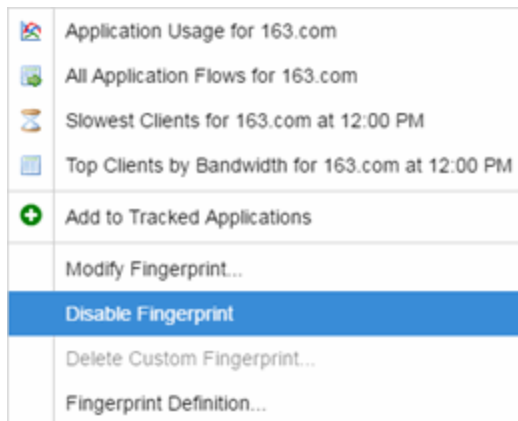 Application Usage for 163.com
All Application Flows for 163.com
Slowest Clients for 163.com at 12:00 PM
Top Clients by Bandwidth for 163.com at 12:00 PM
Add to Tracked Applications
Modify Fingerprint...
Disable Fingerprint
Delete Custom Fingerprint...
Fingerprint Definition...